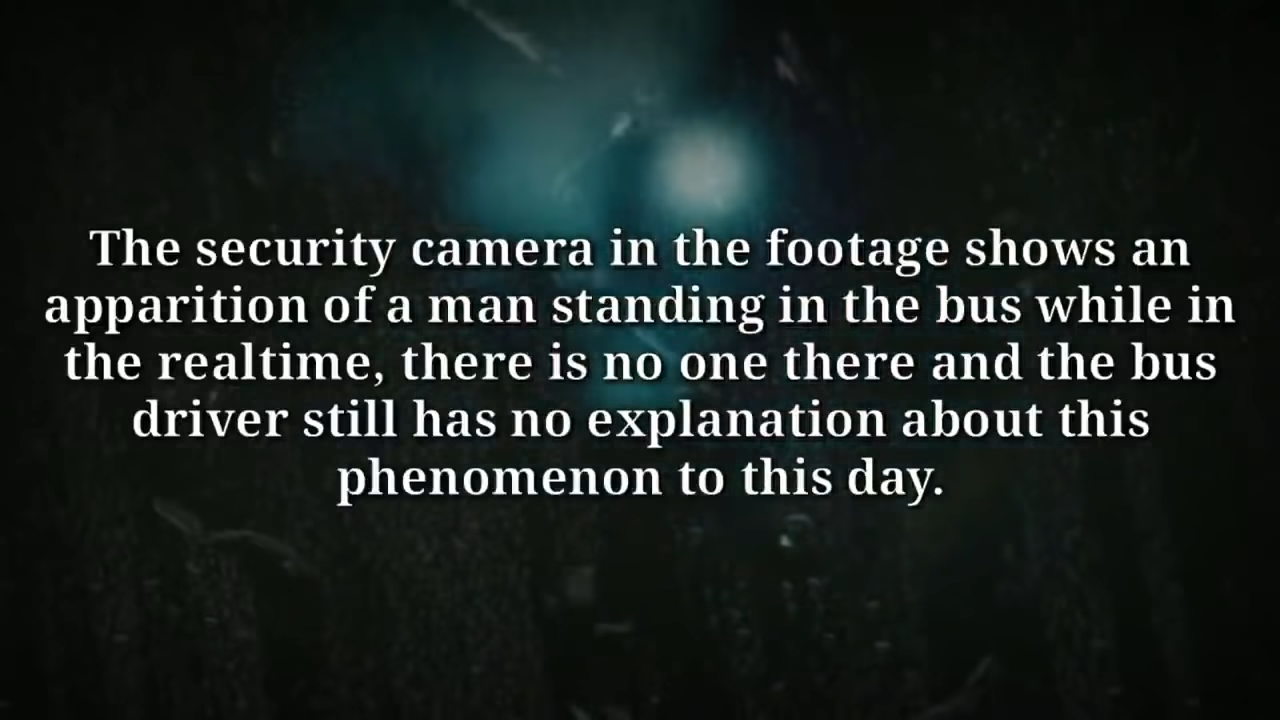 The security camera in the footage shows an
apparition of a man standing in the bus while in
the realtime, there is no one there and the bus
driver still has no explanation about this
phenomenon to this day.